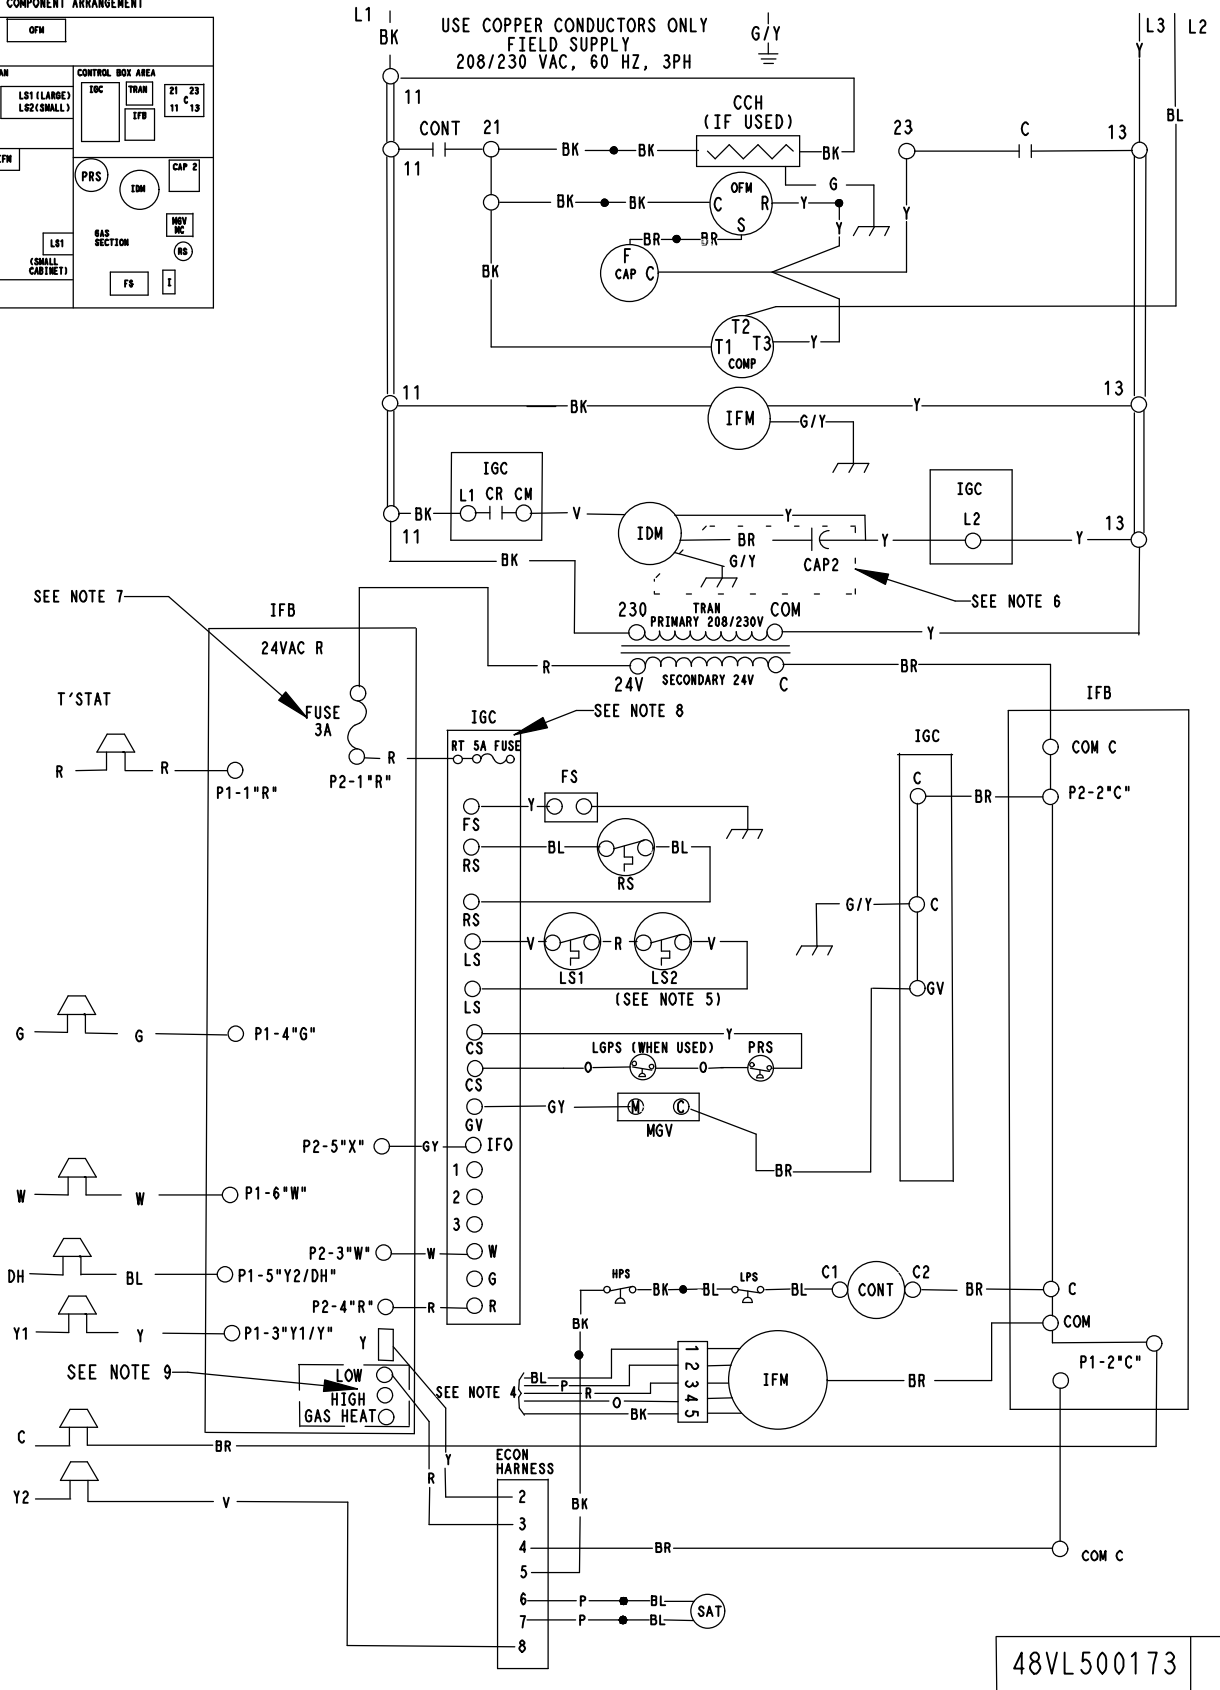 COMPONENT ARRANGEMENT
OFM
LS1(LARGE)
LS2(SMALL)
CONTROL BOX AREA
IGC
TRAN
IFB
21 23
C
11 13
PRS
IDM
CAP 2
GAS
SECTION
MGV
MC
RS
LS1
(SMALL
CABINET)
FS
I
L1
BK
USE COPPER CONDUCTORS ONLY
FIELD SUPPLY
208/230 VAC, 60 HZ, 3PH
G/Y
L3
L2
Y
BL
11
CONT
21
CCH
(IF USED)
23
C
13
11
BK
BK
BK
G
BK
BK
C
OFM
R
S
Y
Y
Y
BR
BR
F
CAP C
BK
T2
T1
T3
COMP
Y
11
BK
IFM
G/Y
Y
13
IGC
L1 CR CM
BK
11
V
IDM
Y
BR
G/Y
CAP2
Y
IGC
L2
Y
13
BK
SEE NOTE 6
SEE NOTE 7
IFB
24VAC R
230
TRAN
PRIMARY 208/230V
COM
Y
R
24V
SECONDARY 24V
C
BR
T'STAT
FUSE
3A
IGC
SEE NOTE 8
IFB
RT 5A FUSE
R
R
R
P1-1"R"
P2-1"R"
IGC
COM C
C
BR
P2-2"C"
FS
Y
FS
BL
BL
RS
RS
RS
G/Y
C
LS
V
R
V
LS1
LS2
(SEE NOTE 5)
LS
GV
G
G
P1-4"G"
CS
Y
LGPS (WHEN USED)
PRS
O
O
CS
GY
M
C
MGV
GV
P2-5"X"
GY
IFO
BR
1
2
3
W
W
P1-6"W"
P2-3"W"
W
W
G
DH
BL
P1-5"Y2/DH"
P2-4"R"
R
R
HPS
BK
BL
LPS
BL
C1
CONT
C2
BR
C
BK
COM
Y1
Y
P1-3"Y1/Y"
Y
P1-2"C"
SEE NOTE 9
LOW
HIGH
GAS HEAT
SEE NOTE 4
BL
P
R
O
BK
1
2
3
4
5
IFM
BR
C
BR
Y
R
ECON
HARNESS
Y2
V
2
BK
3
4
BR
COM C
5
6
P
BL
SAT
7
P
BL
8
48VL500173